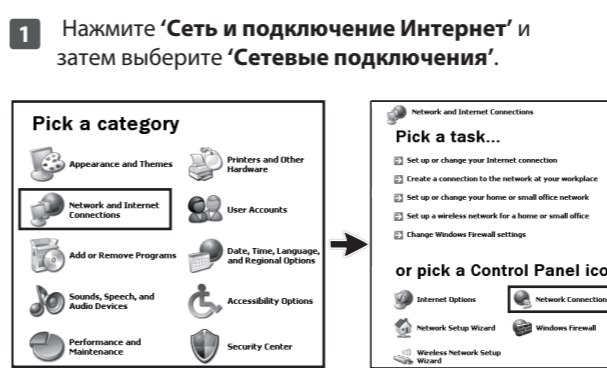 1 Нажмите 'Сеть и подключение Интернет' и
затем выберите 'Сетевые подключения'.
Pick a category
Appearance and Themes
Printers and Other
Hardware
Network and Internet
Connections
User Accounts
Add or Remove Programs
Date, Time, Language,
and Regional Options
Sounds, Speech, and
Audio Devices
Accessibility Options
Performance and
Maintenance
Security Center
Network and Internet Connections
Pick a task...
Set up or change your Internet connection
Create a connection to the network at your workplace
Set up or change your home or small office network
Set up a wireless network for a home or small office
Change Windows Firewall settings
or pick a Control Panel ico
Internet Options
Network Connection
Network Setup Wizard
Windows Firewall
Wireless Network Setup
Wizard